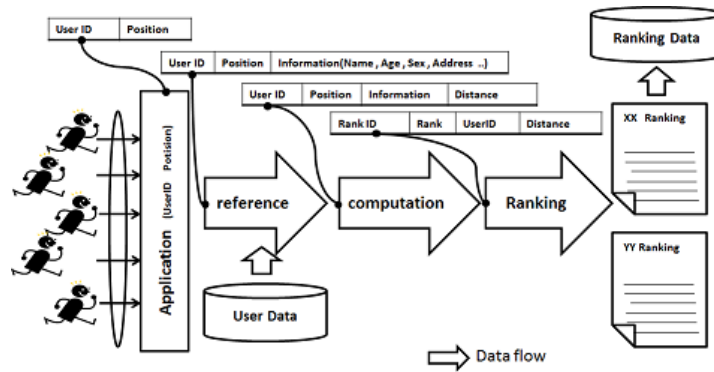 User ID Position
User ID Position Information(Name , Age , Sex , Address ..)
User ID Position Information Distance
Rank ID Rank UserID Distance
Ranking Data
XX Ranking
Application (UserID Potision)
reference
computation
Ranking
YY Ranking
User Data
Data flow